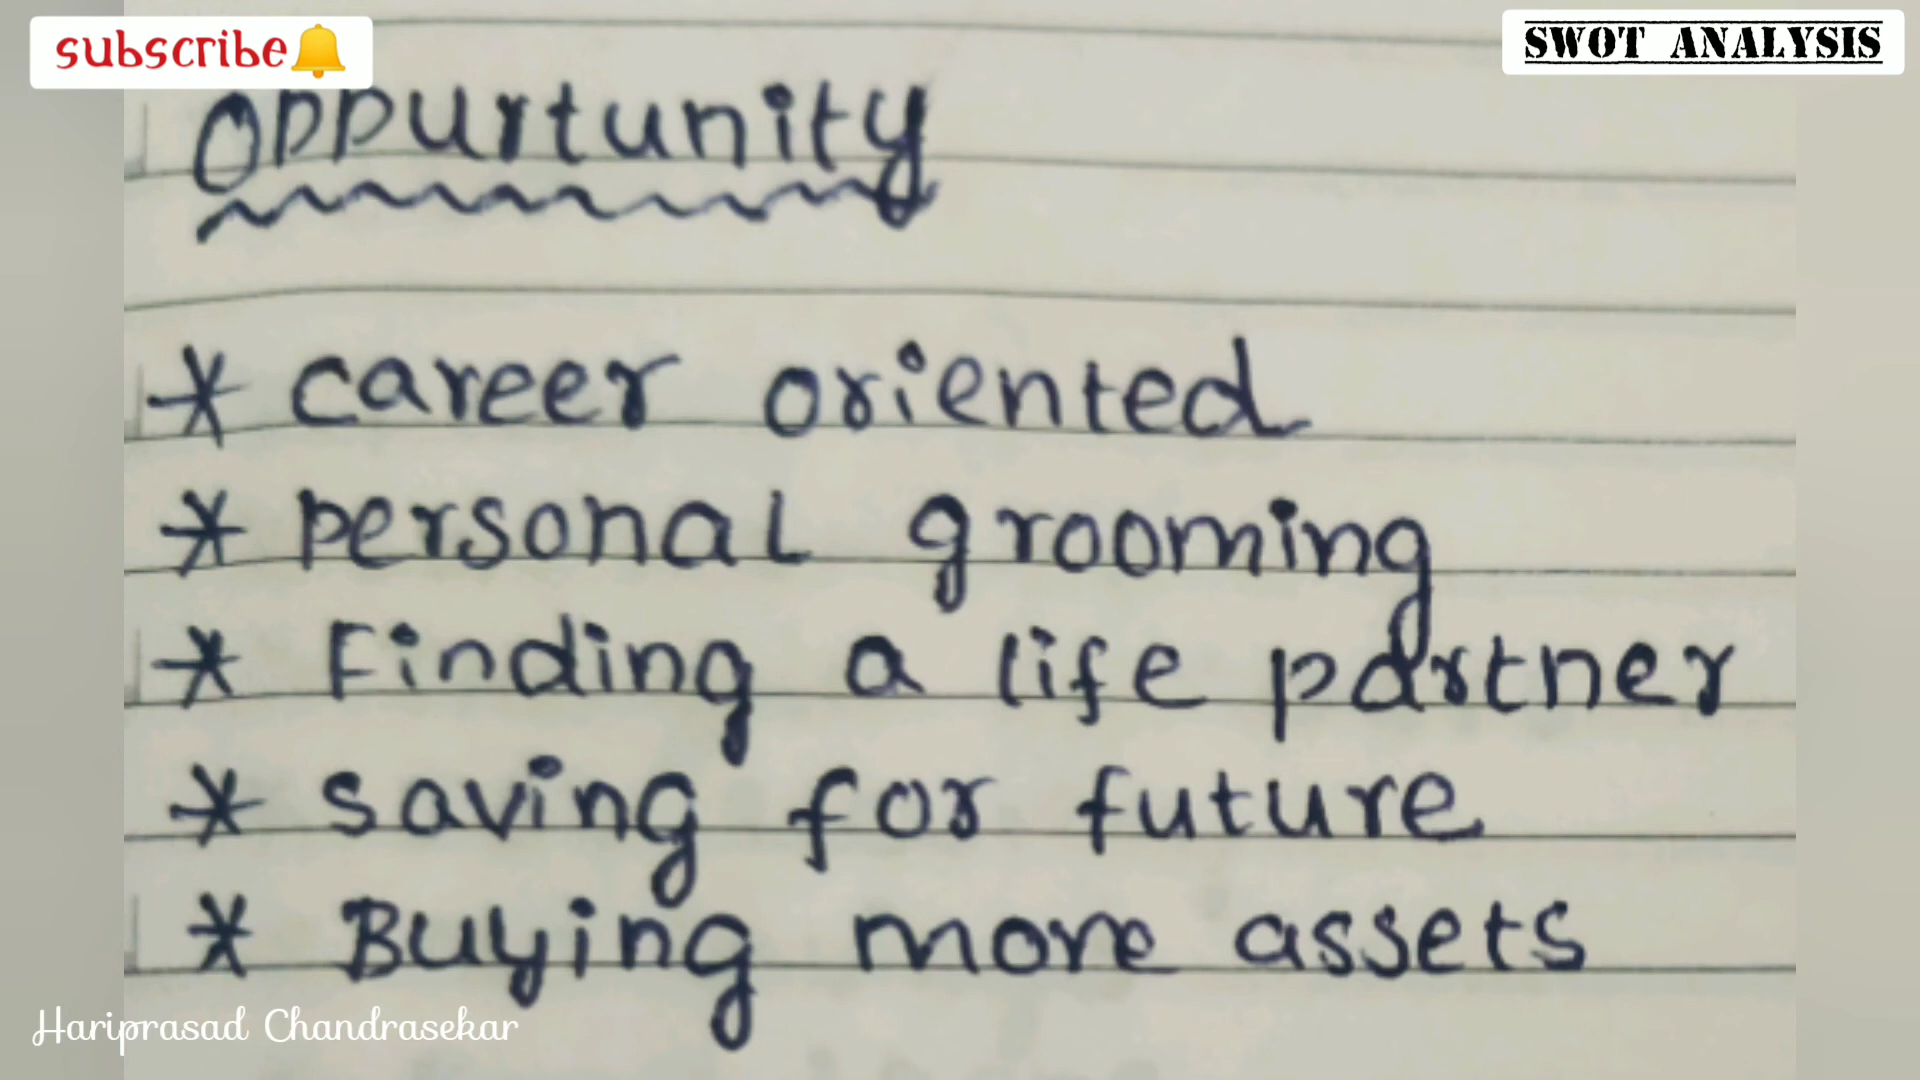 subscribe
SWOT ANALYSIS
Oppurtunity
* career oriented
* personal grooming
* Finding a life partner
* saving for future
* Buying more assets
Hariprasad Chandrasekar